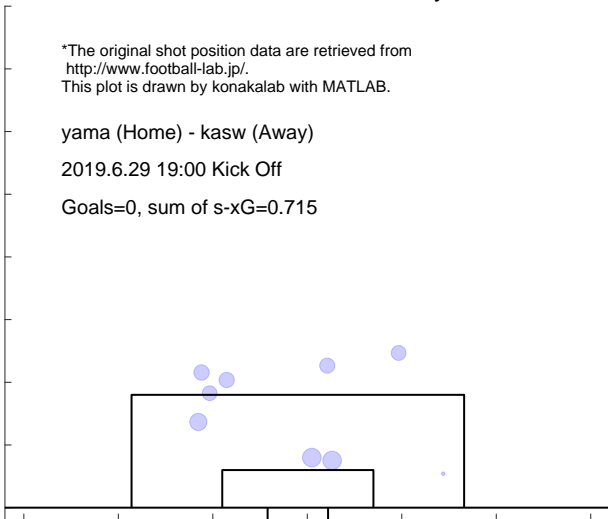 *The original shot position data are retrieved from
http://www.football-lab.jp/.
This plot is drawn by konakalab with MATLAB.
yama (Home) - kasw (Away)
2019.6.29 19:00 Kick Off
Goals=0, sum of s-xG=0.715